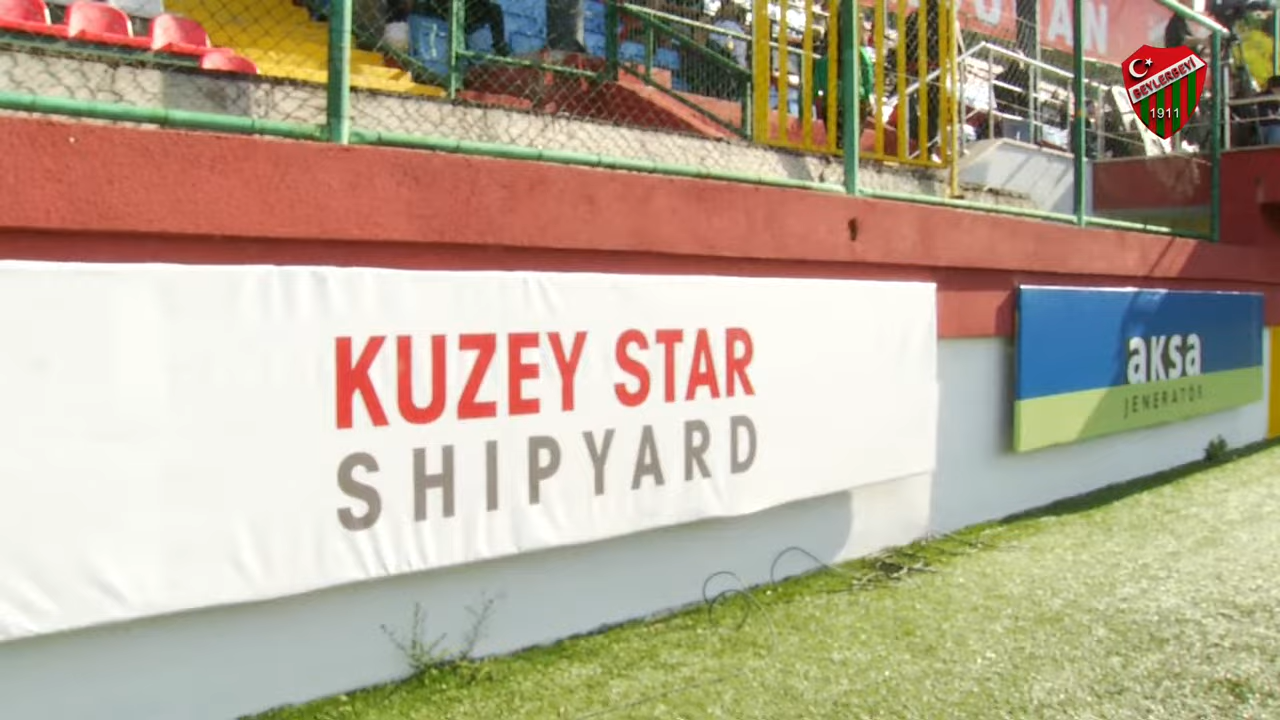 BEYLERBEYİ
1911
KUZEY STAR
SHIPYARD
aksa
JENERATÖR